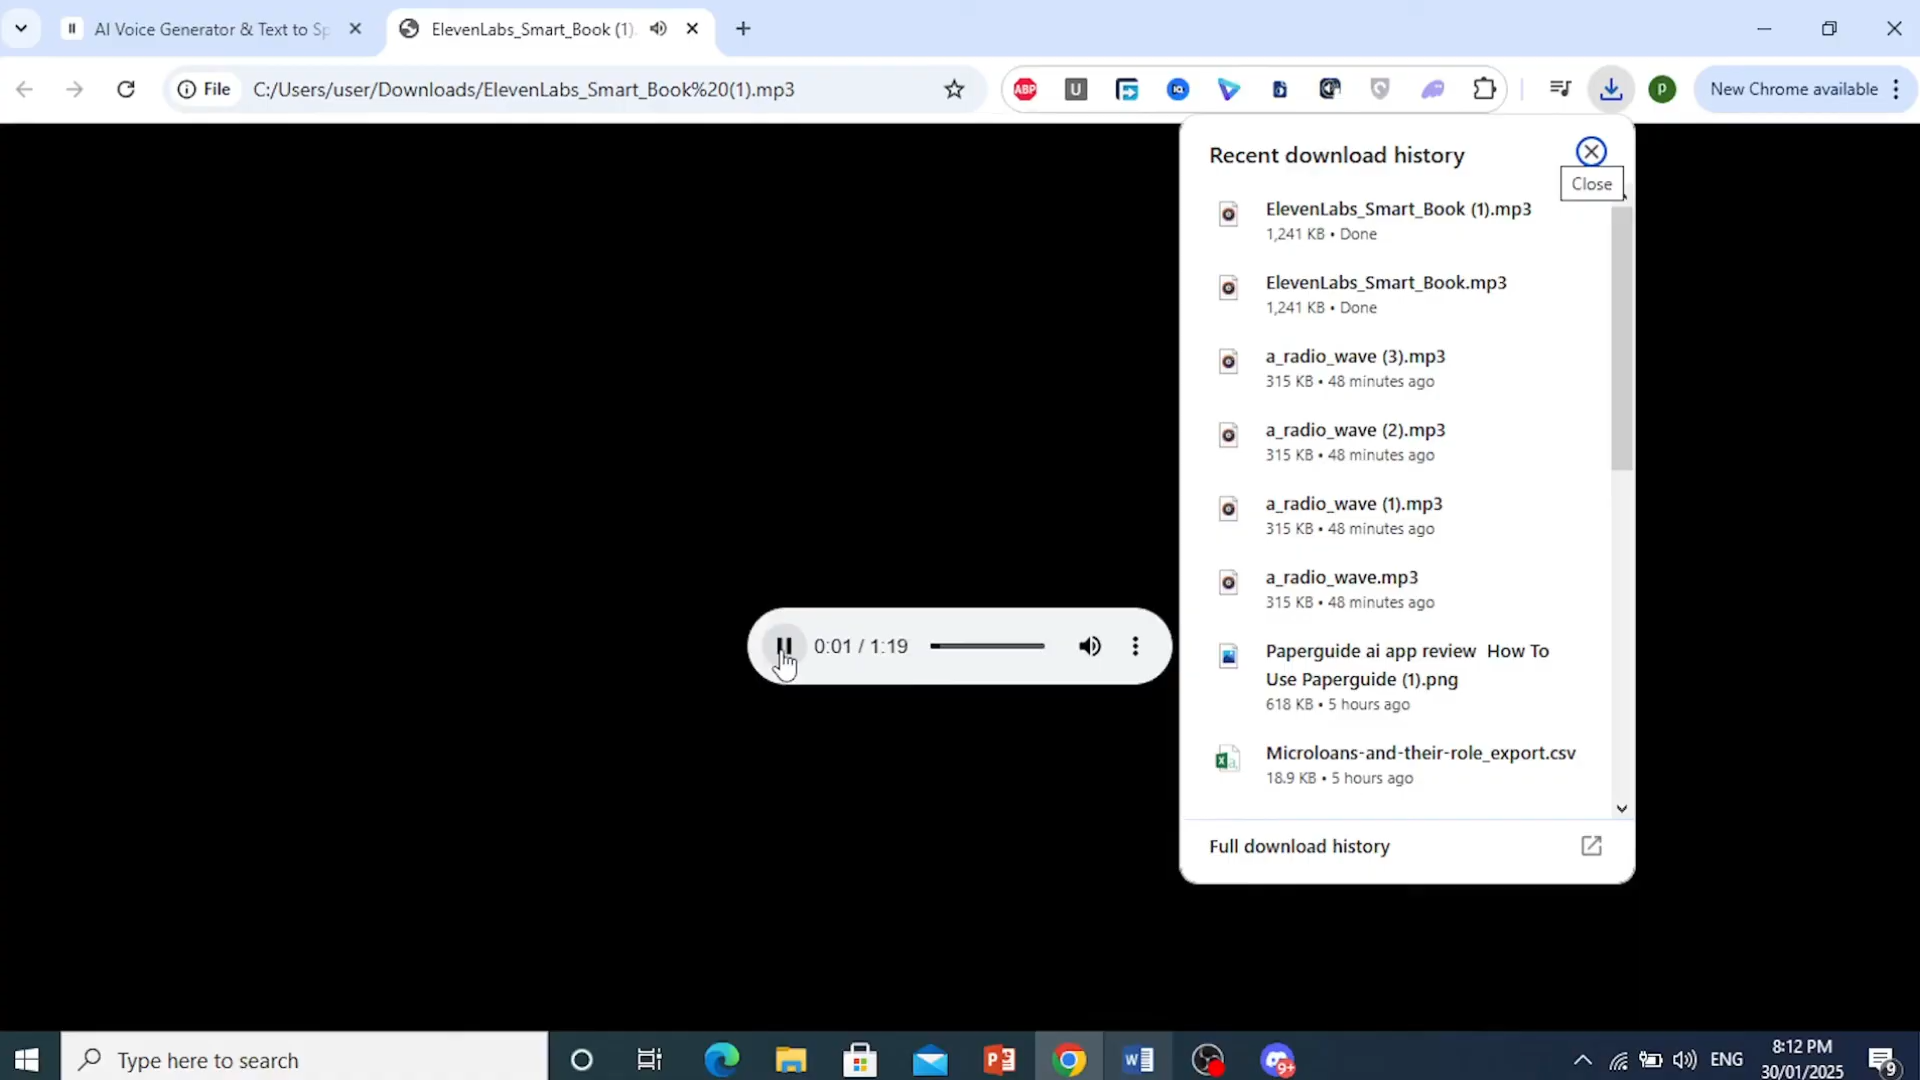 AI Voice Generator & Text to Sp
ElevenLabs_Smart_Book (1).
File
C:/Users/user/Downloads/ElevenLabs_Smart_Book%20(1).mp3
ABP
U
New Chrome available
P
Recent download history
Close
ElevenLabs_Smart_Book (1).mp3
1,241 KB • Done
ElevenLabs_Smart_Book.mp3
1,241 KB • Done
a_radio_wave (3).mp3
315 KB • 48 minutes ago
a_radio_wave (2).mp3
315 KB • 48 minutes ago
a_radio_wave (1).mp3
315 KB • 48 minutes ago
a_radio_wave.mp3
315 KB • 48 minutes ago
0:01 / 1:19
Paperguide ai app review  How To
Use Paperguide (1).png
618 KB • 5 hours ago
Microloans-and-their-role_export.csv
18.9 KB • 5 hours ago
Full download history
Type here to search
9+
ENG
8:12 PM
30/01/2025
9